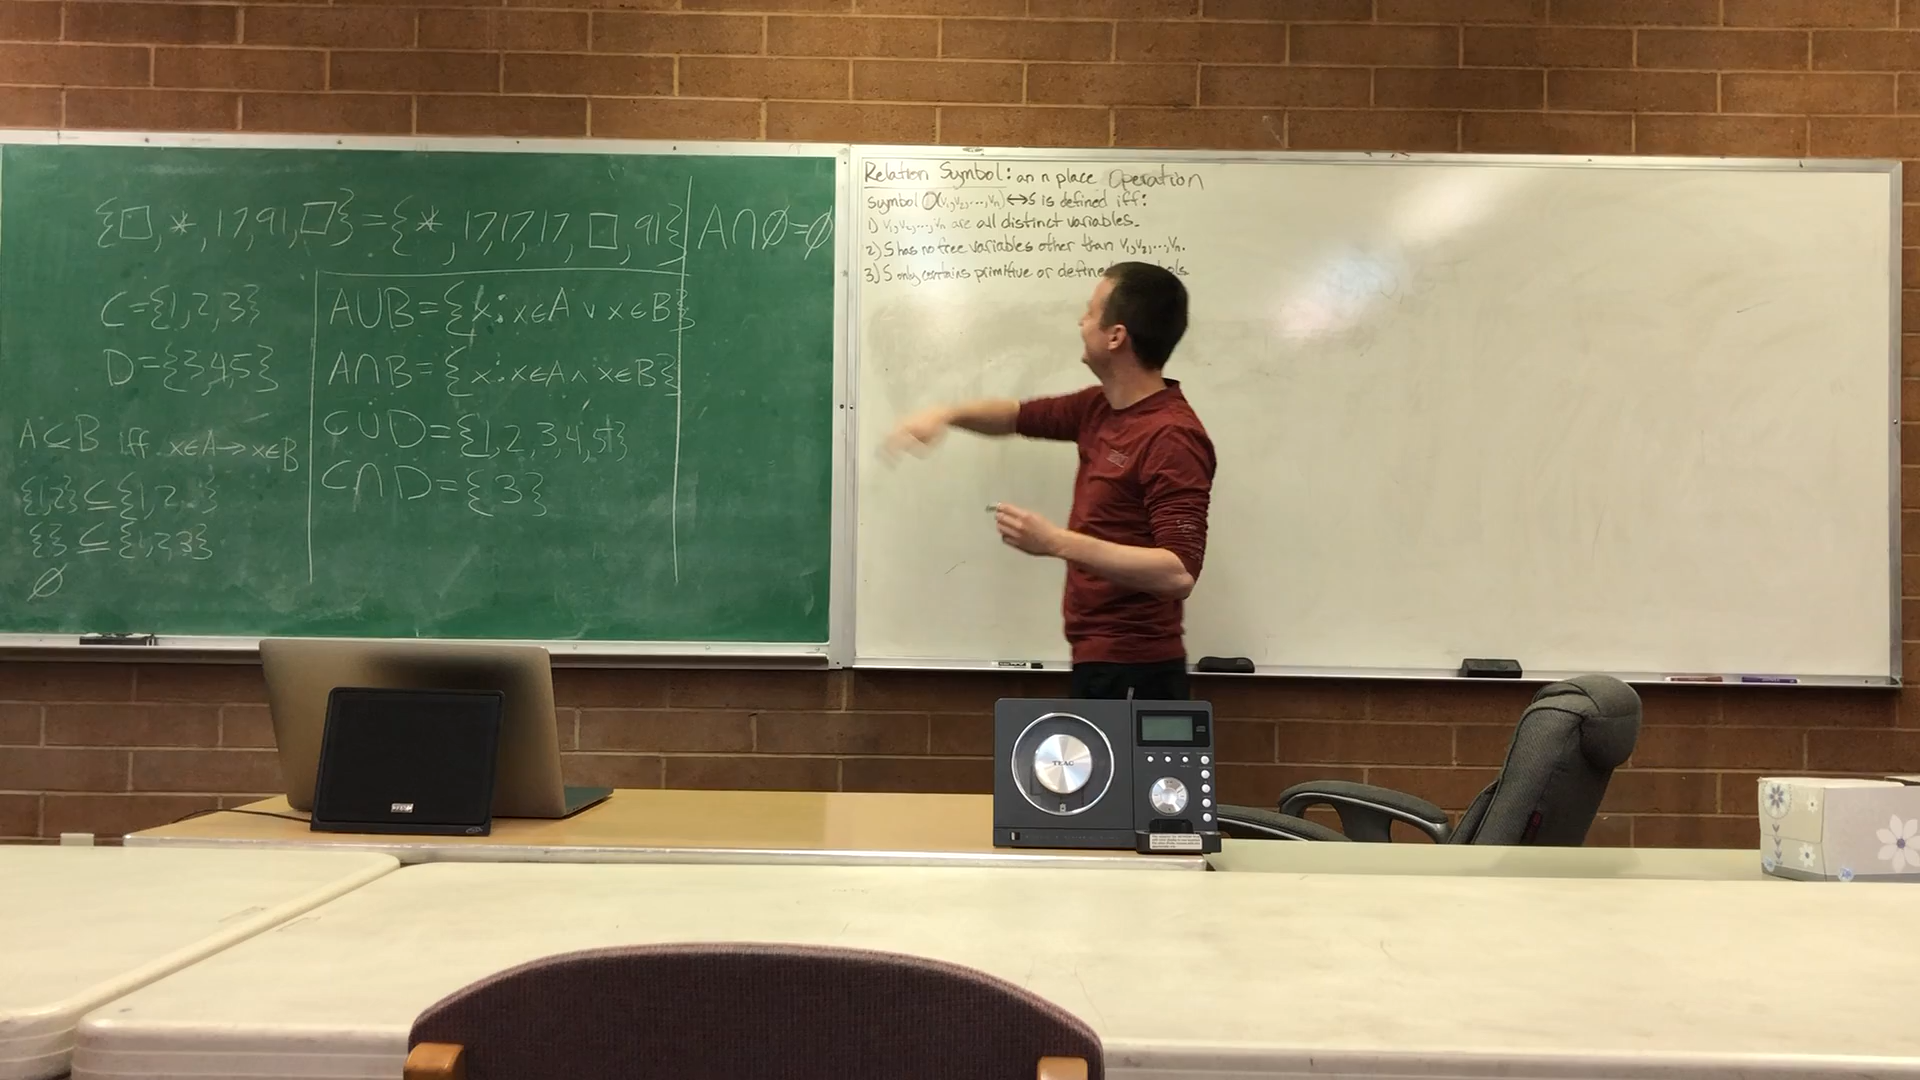 {□, *, 17, 91, □} = {*, 17, 17, 17, □, 91}
A∩∅=∅
C={1,2,3}
D={3,4,5}
A⊆B iff x∈A→x∈B
{1,2}⊆{1,2 }
{}⊆{1,2,3}
∅
A∪B={x: x∈A ∨ x∈B}
A∩B={x: x∈A ∧ x∈B}
C∪D={1,2,3,4,5}
C∩D={3}
Relation Symbol: an n place Operation
symbol O(v₁,v₂,...,vₙ)↔S is defined iff:
1) v₁,v₂,...,vₙ are all distinct variables.
2) S has no free variables other than v₁,v₂,...,vₙ.
3) S only contains primitive or define
TEAC